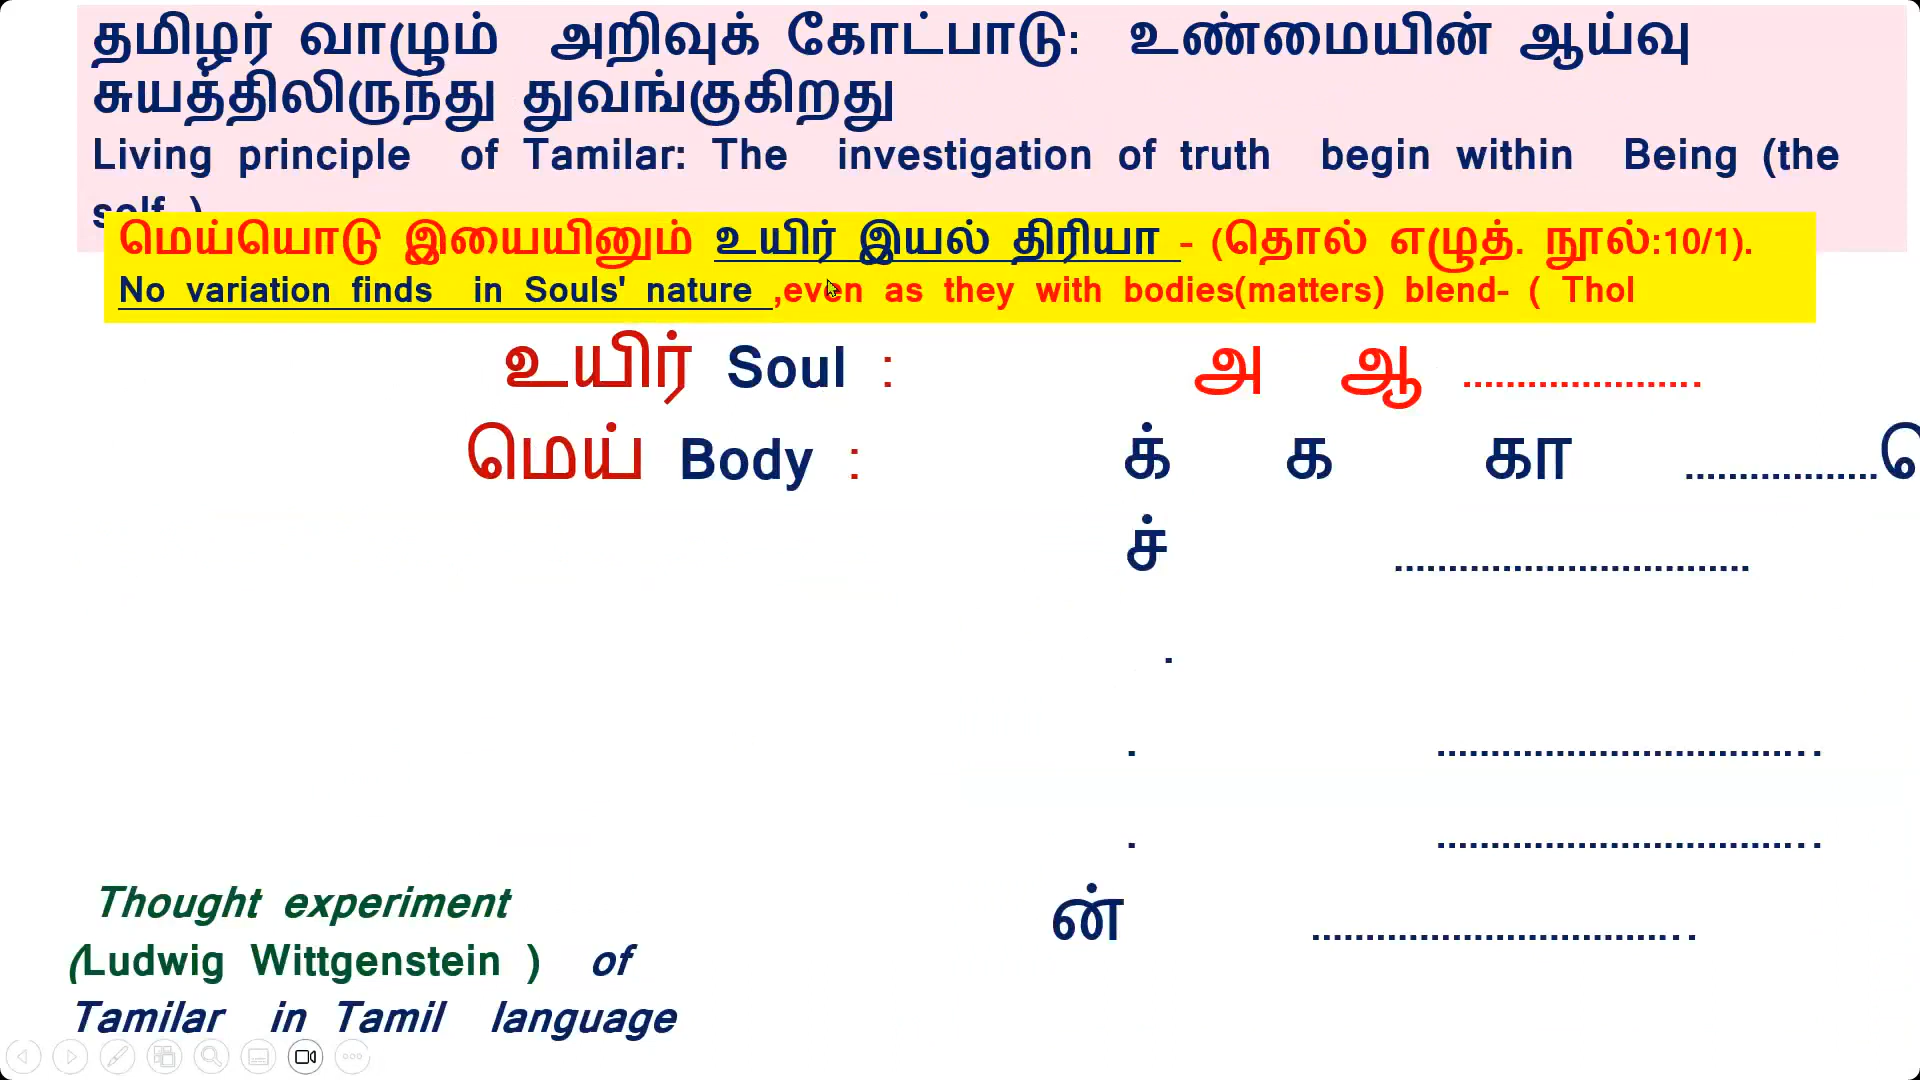 தமிழர் வாழும் அறிவுக் கோட்பாடு: உண்மையின் ஆய்வு
சுயத்திலிருந்து துவங்குகிறது
Living principle of Tamilar: The investigation of truth begin within Being (the
self )
மெய்யொடு இயையினும் உயிர் இயல் திரியா - (தொல் எழுத். நூல்:10/1).
No variation finds in Souls' nature ,even as they with bodies(matters) blend- ( Thol
உயிர் Soul : அ ஆ ......................
மெய் Body : க் க கா ..................
ச் .................................
.
. ....................................
. ....................................
ன் ....................................
Thought experiment
(Ludwig Wittgenstein ) of
Tamilar in Tamil language